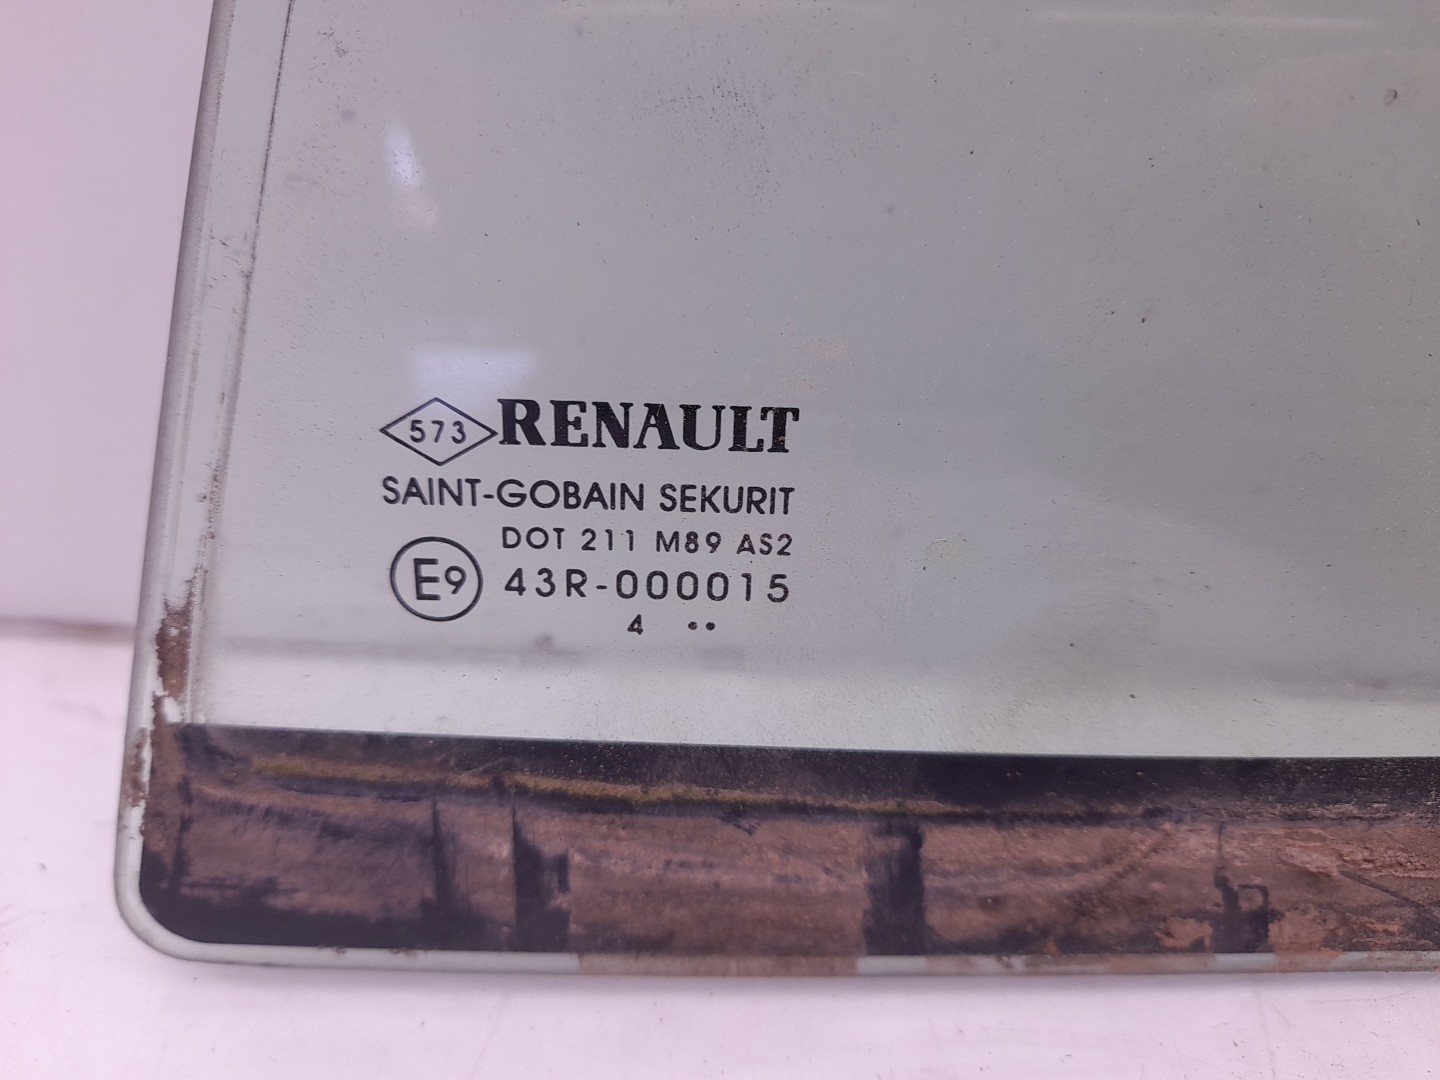 573 RENAULT
SAINT-GOBAIN SEKURIT
DOT 211 M89 AS2
E9 43R-000015
4 ..